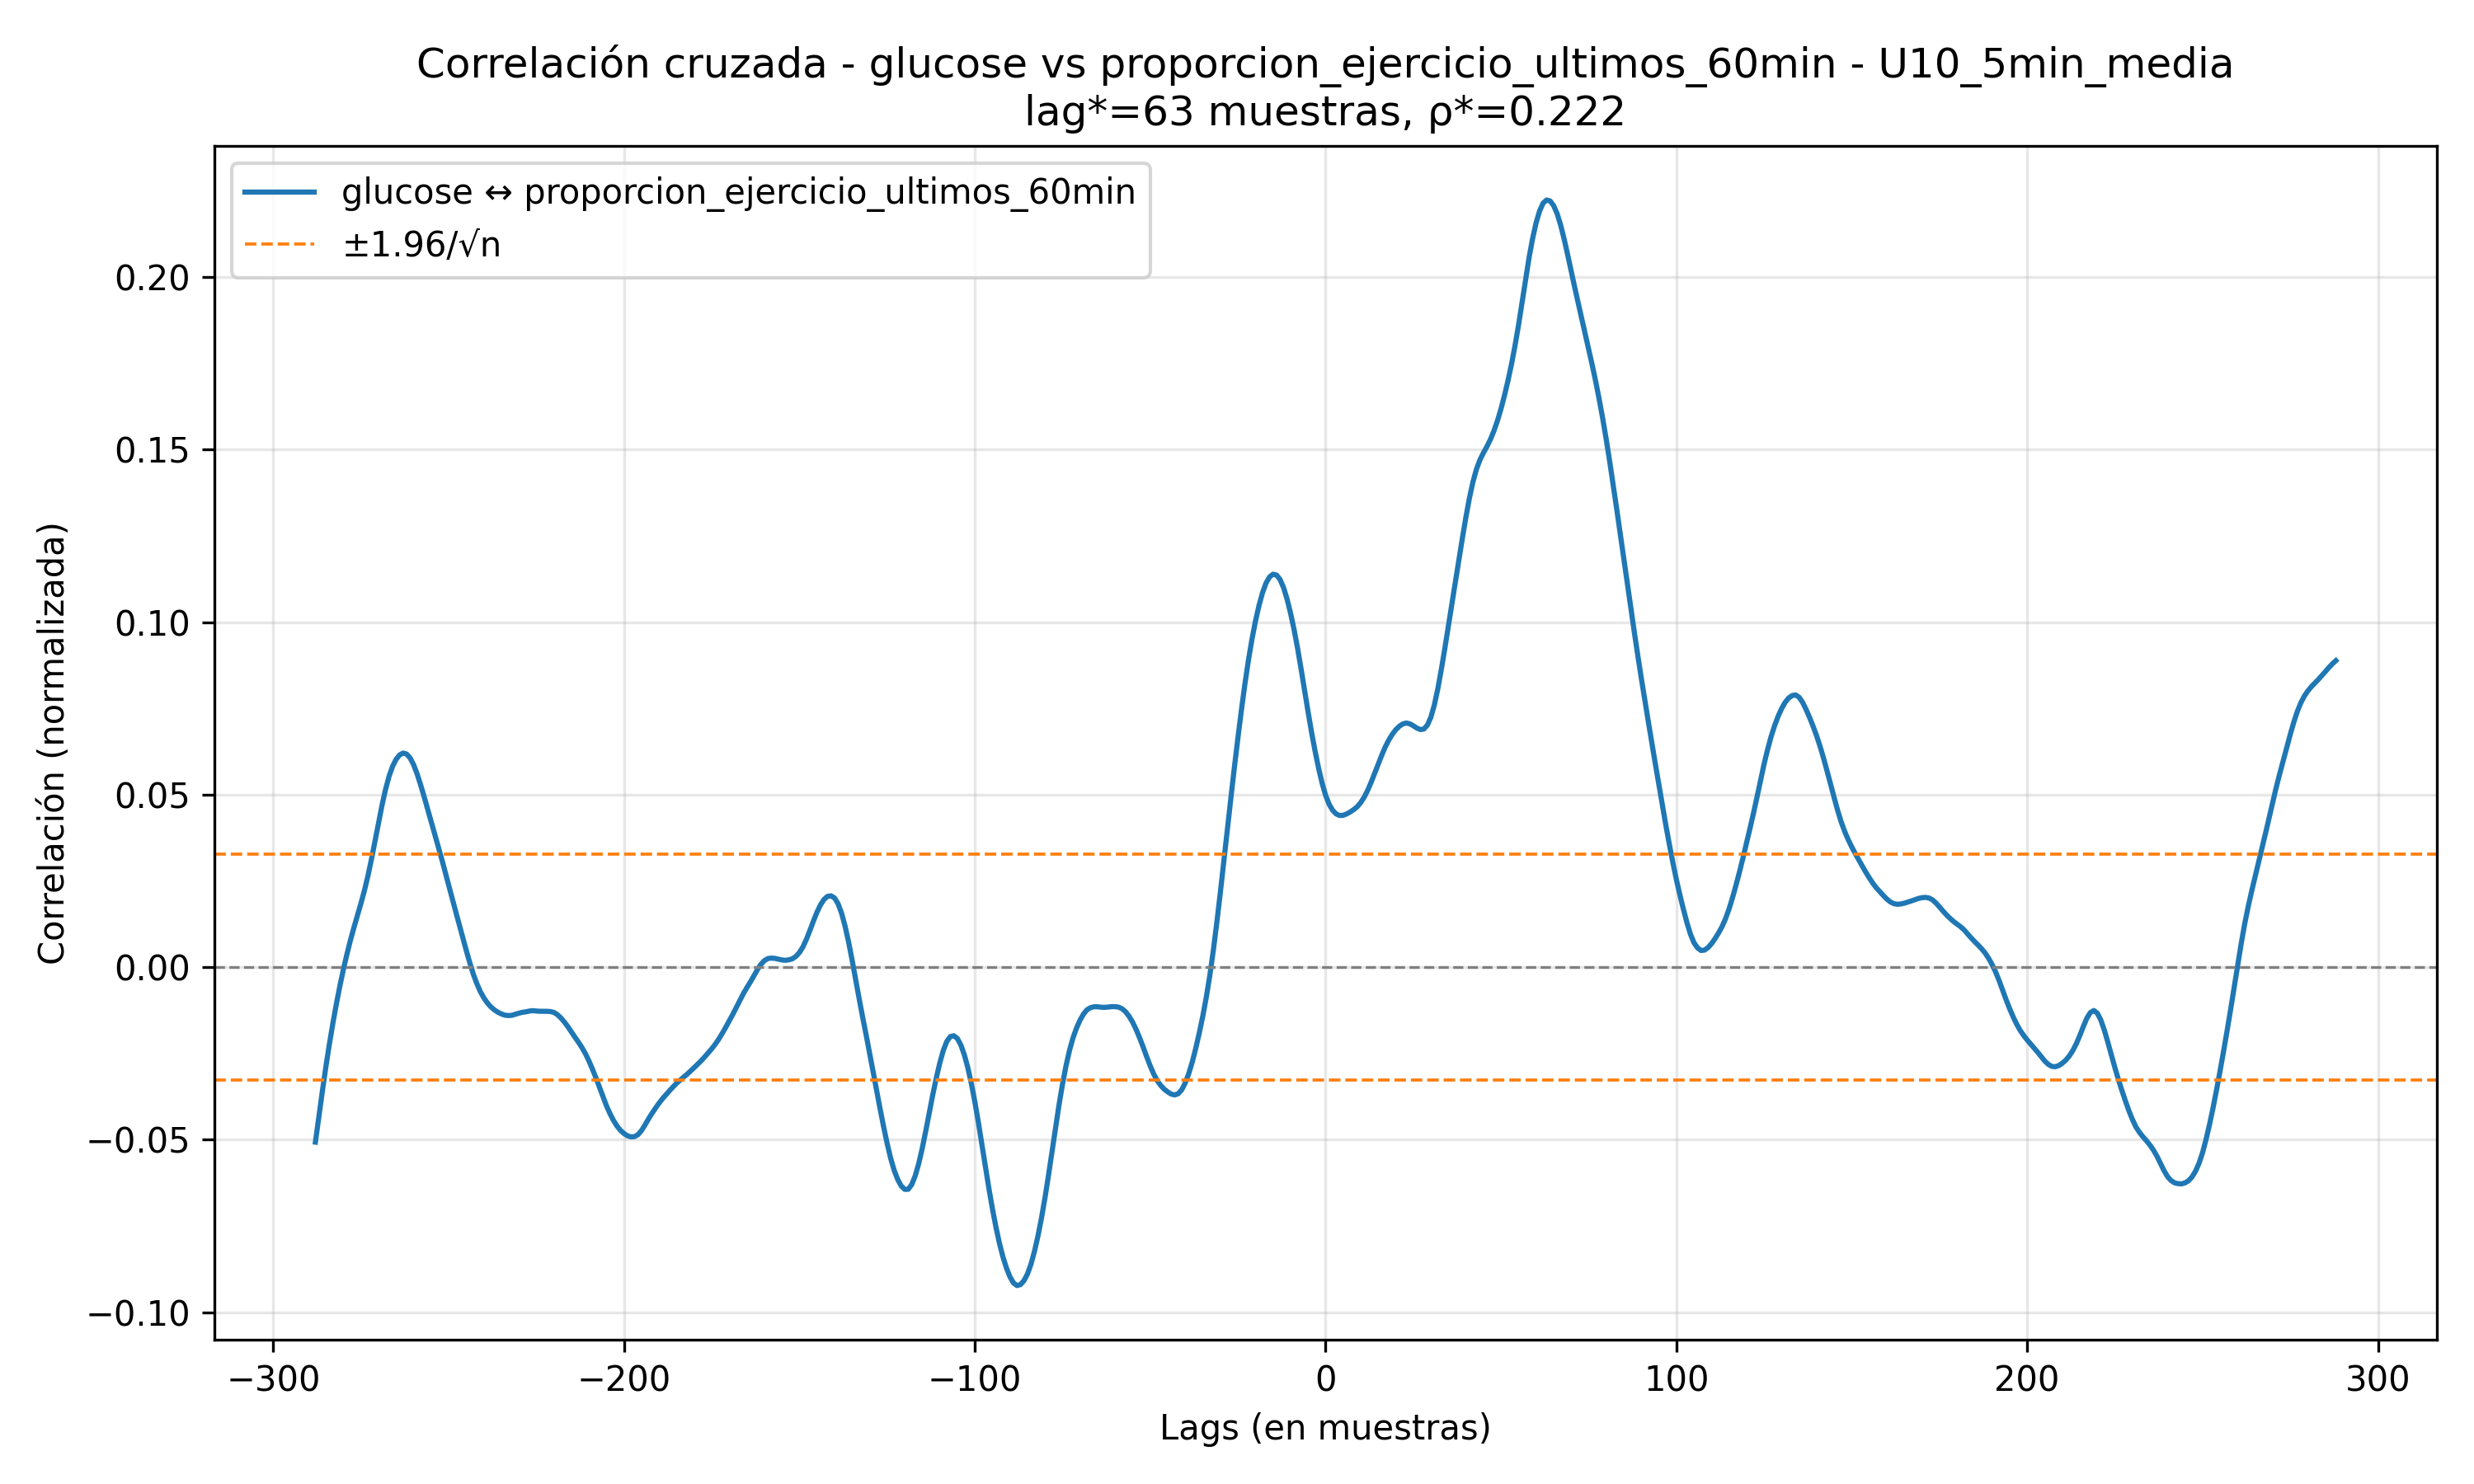 Correlación cruzada - glucose vs proporcion_ejercicio_ultimos_60min - U10_5min_media
lag*=63 muestras, ρ*=0.222
glucose ↔ proporcion_ejercicio_ultimos_60min
±1.96/√n
Correlación (normalizada)
0.20
0.15
0.10
0.05
0.00
−0.05
−0.10
−300
−200
−100
0
100
200
300
Lags (en muestras)